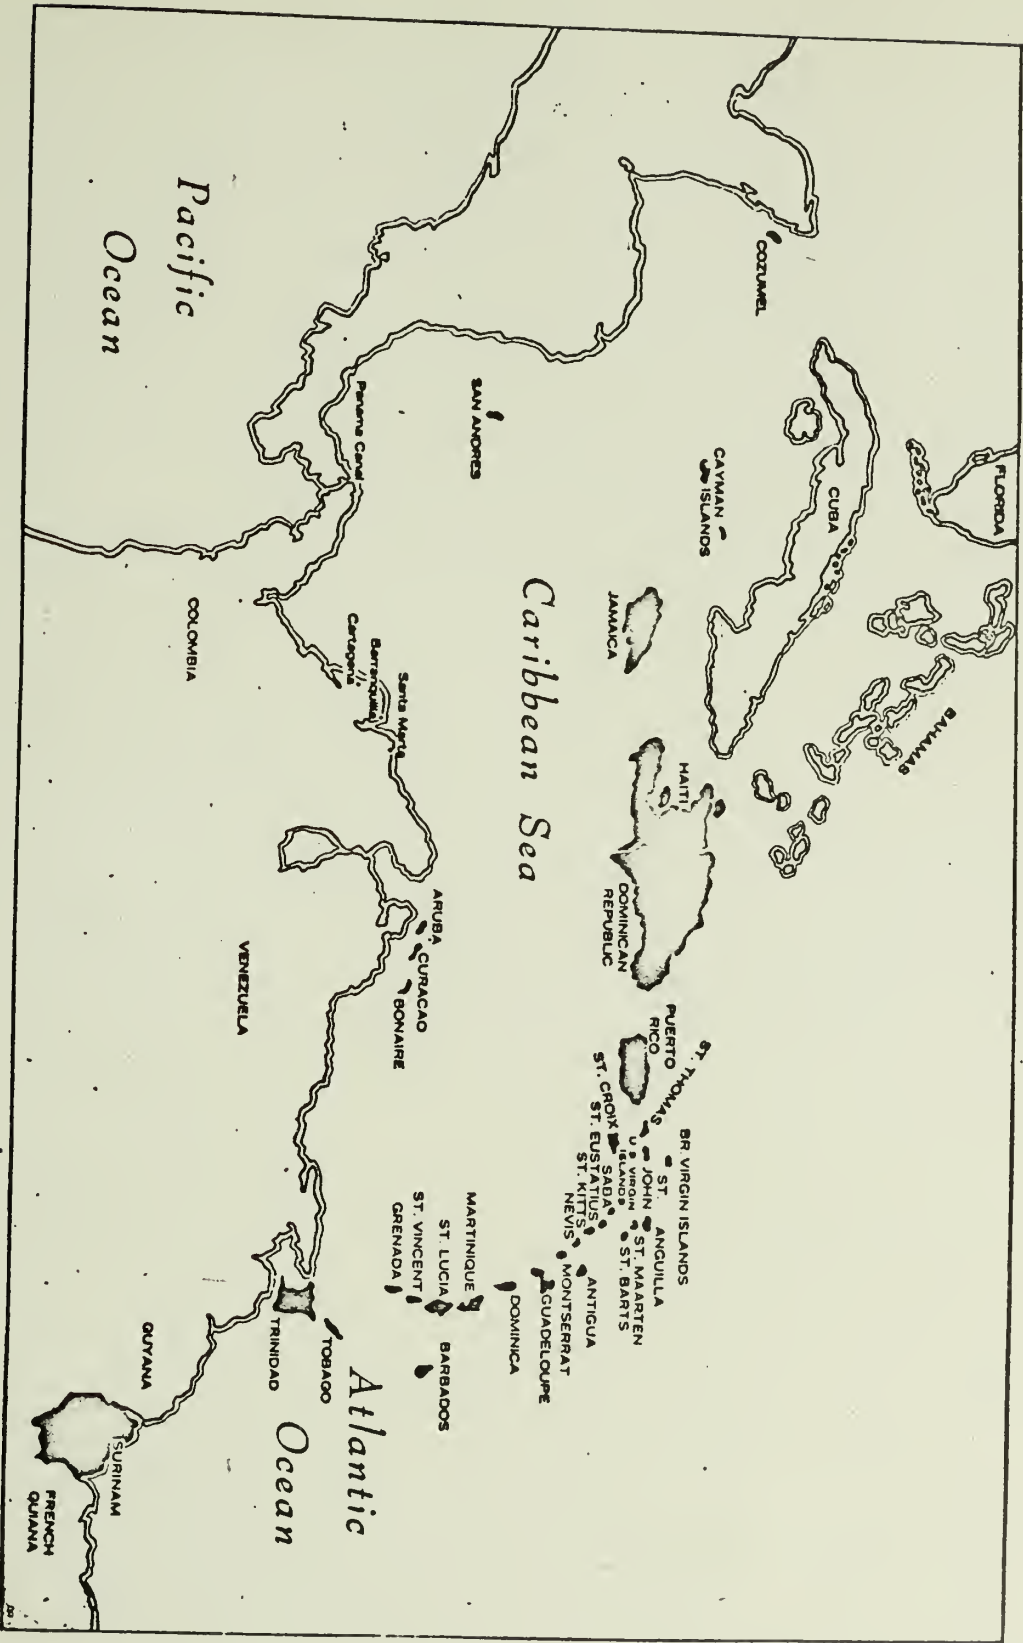 FLORIDA
BAHAMAS
COZUMEL
CUBA
CAYMAN
ISLANDS
JAMAICA
HAITI
DOMINICAN
REPUBLIC
PUERTO
RICO
ST. THOMAS
BR. VIRGIN ISLANDS
ST.
JOHN
U.S. VIRGIN
ISLANDS
ST. CROIX
ANGUILLA
ST. MAARTEN
ST. BARTS
SABA
ST. EUSTATIUS
ST. KITTS
NEVIS
ANTIGUA
MONTSERRAT
GUADELOUPE
DOMINICA
MARTINIQUE
ST. LUCIA
ST. VINCENT
GRENADA
BARBADOS
SAN ANDRES
Caribbean Sea
Pacific
Ocean
Panama Canal
Santa Marta
Barranquilla
Cartagena
COLOMBIA
ARUBA
CURACAO
BONAIRE
VENEZUELA
TOBAGO
TRINIDAD
Atlantic
Ocean
QUYANA
SURINAM
FRENCH
QUIANA